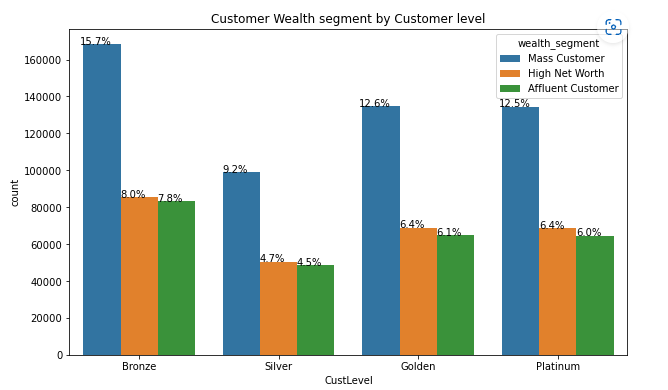 Customer Wealth segment by Customer level
wealth_segment
Mass Customer
High Net Worth
Affluent Customer
count
160000
140000
120000
100000
80000
60000
40000
20000
0
15.7%
8.0%
7.8%
9.2%
4.7%
4.5%
12.6%
6.4%
6.1%
12.5%
6.4%
6.0%
Bronze
Silver
Golden
Platinum
CustLevel